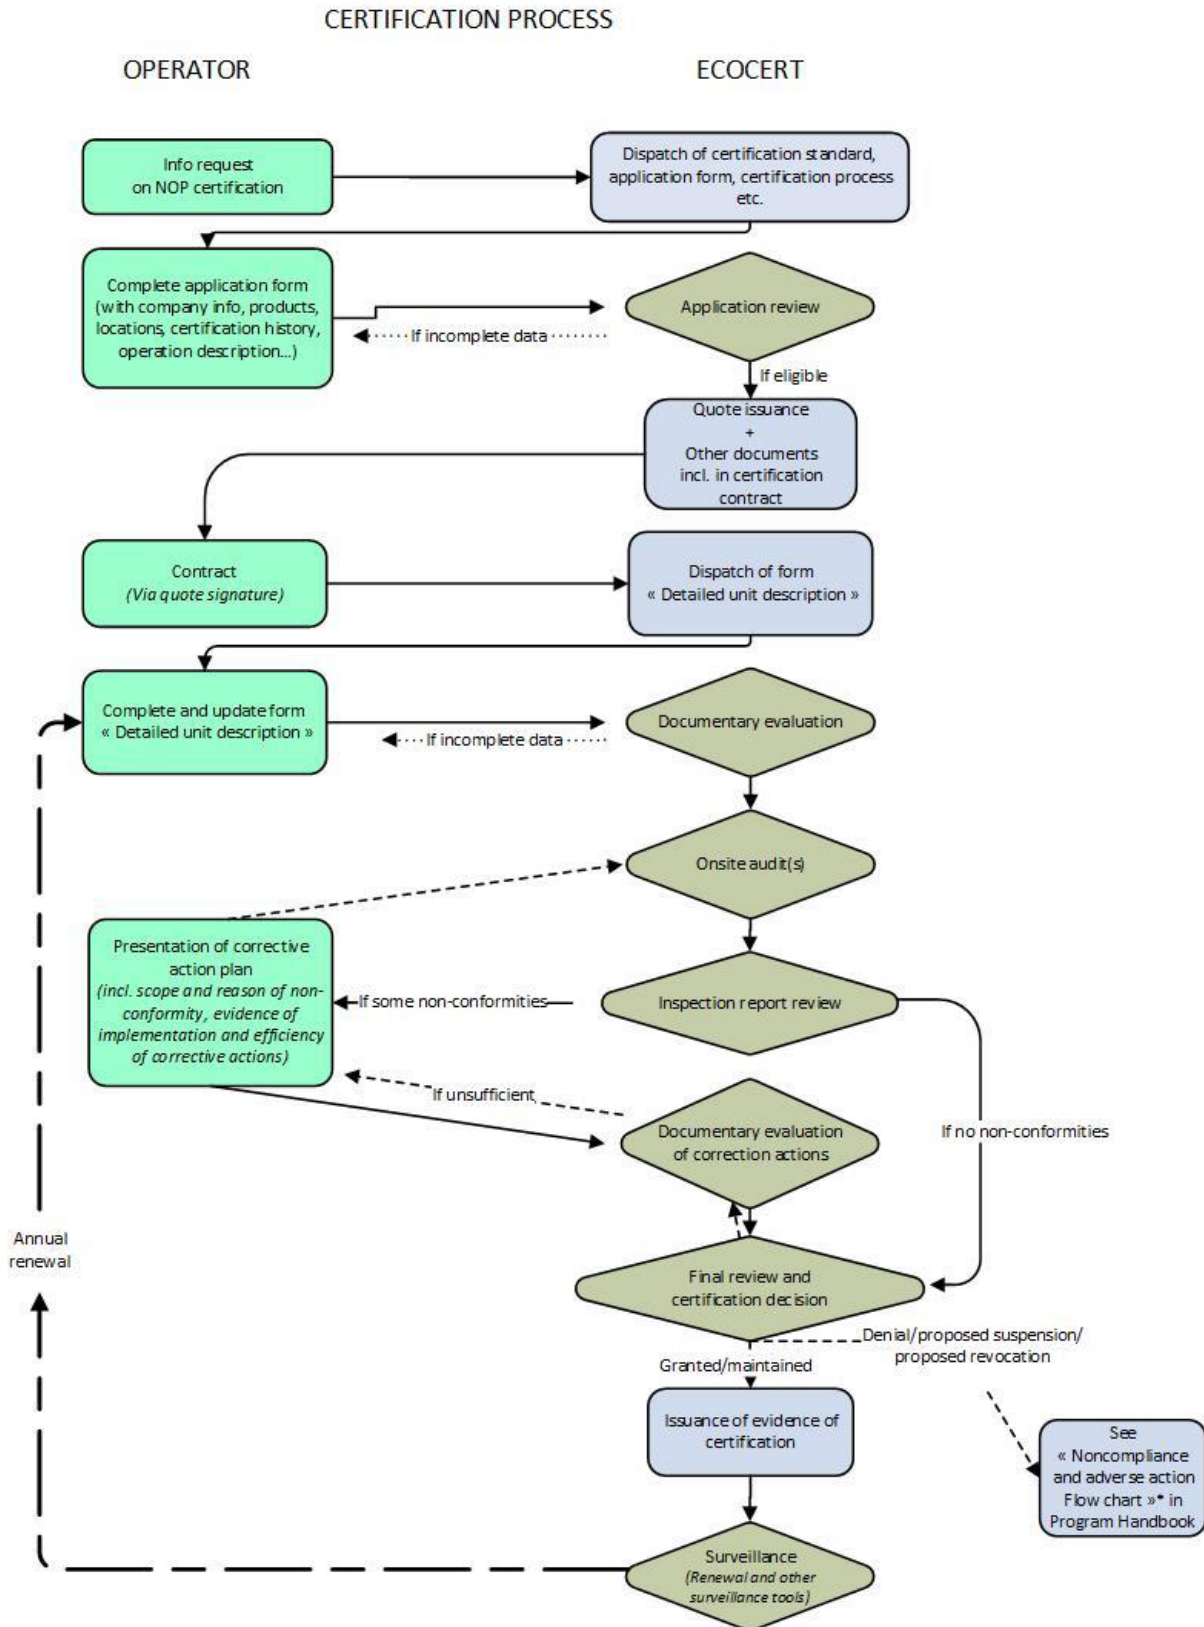 CERTIFICATION PROCESS
OPERATOR
ECOCERT
Info request
on NOP certification
Dispatch of certification standard,
application form, certification process
etc.
Complete application form
(with company info, products,
locations, certification history,
operation description...)
Application review
If incomplete data
If eligible
Quote issuance
+
Other documents
incl. in certification
contract
Contract
(Via quote signature)
Dispatch of form
« Detailed unit description »
Complete and update form
« Detailed unit description »
Documentary evaluation
If incomplete data
Onsite audit(s)
Presentation of corrective
action plan
(incl. scope and reason of non-
conformity, evidence of
implementation and efficiency
of corrective actions)
If some non-conformities
Inspection report review
If unsufficient
Documentary evaluation
of correction actions
If no non-conformities
Annual
renewal
Final review and
certification decision
Denial/proposed suspension/
proposed revocation
Granted/maintained
Issuance of evidence of
certification
See
« Noncompliance
and adverse action
Flow chart »* in
Program Handbook
Surveillance
(Renewal and other
surveillance tools)